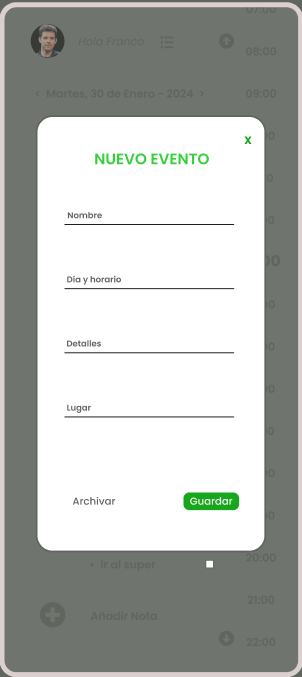 07:00
Hola Franco
08:00
< Martes, 30 de Enero - 2024 >
09:00
X
NUEVO EVENTO
Nombre
Día y horario
Detalles
Lugar
Archivar
Guardar
• Ir al super
20:00
21:00
Añadir Nota
22:00